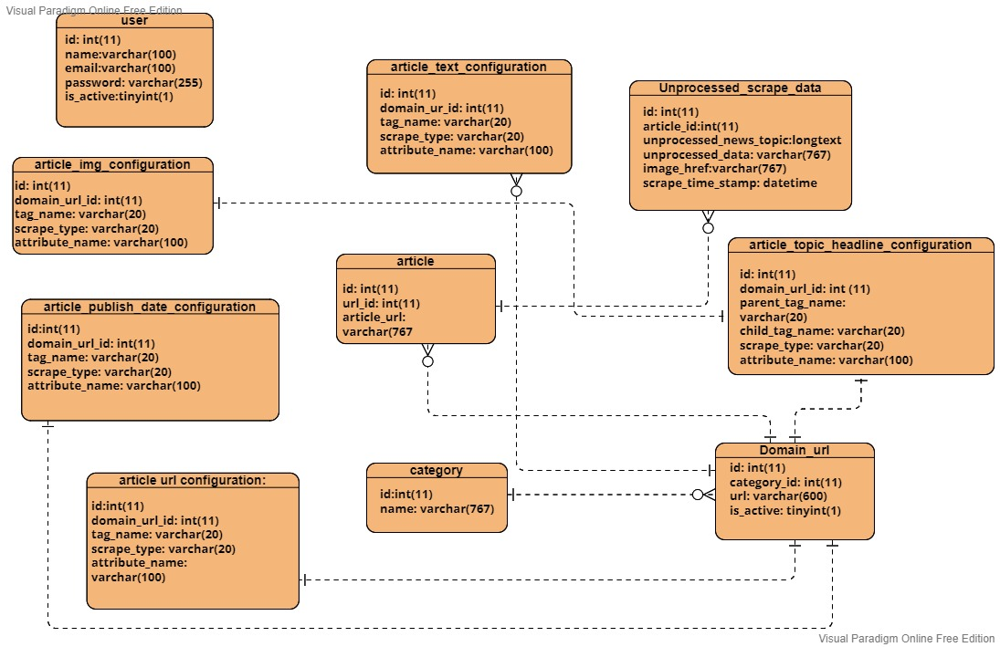 Visual Paradigm Online Free Edition
user
id: int(11)
name:varchar(100)
email:varchar(100)
password: varchar(255)
is_active:tinyint(1)
article_text_configuration
id: int(11)
domain_ur_id: int(11)
tag_name: varchar(20)
scrape_type: varchar(20)
attribute_name: varchar(100)
Unprocessed_scrape_data
id: int(11)
article_id:int(11)
unprocessed_news_topic:longtext
unprocessed_data: varchar(767)
image_href:varchar(767)
scrape_time_stamp: datetime
article_img_configuration
id: int(11)
domain_url_id: int(11)
tag_name: varchar(20)
scrape_type: varchar(20)
attribute_name: varchar(100)
article
id: int(11)
url_id: int(11)
article_url:
varchar(767
article_topic_headline_configuration
id: int(11)
domain_url_id: int (11)
parent_tag_name:
varchar(20)
child_tag_name: varchar(20)
scrape_type: varchar(20)
attribute_name: varchar(100)
article_publish_date_configuration
id:int(11)
domain_url_id: int(11)
tag_name: varchar(20)
scrape_type: varchar(20)
attribute_name: varchar(100)
article url configuration:
id:int(11)
domain_url_id: int(11)
tag_name: varchar(20)
scrape_type: varchar(20)
attribute_name:
varchar(100)
category
id:int(11)
name: varchar(767)
Domain_url
id: int(11)
category_id: int(11)
url: varchar(600)
is_active: tinyint(1)
Visual Paradigm Online Free Edition